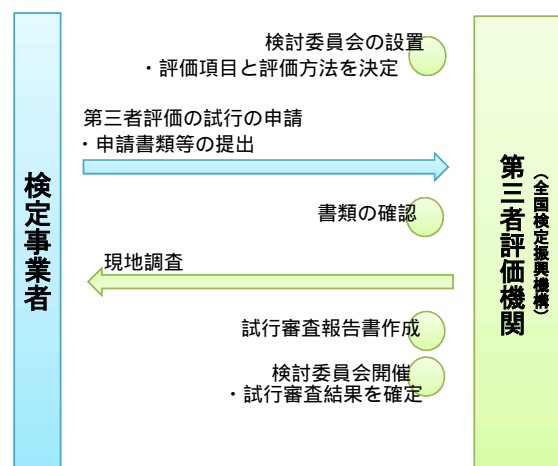 検討委員会の設置
・評価項目と評価方法を決定
第三者評価の試行の申請
・申請書類等の提出
検定事業者
第三者評価機関
（全国検定振興機構）
書類の確認
現地調査
試行審査報告書作成
検討委員会開催
・試行審査結果を確定